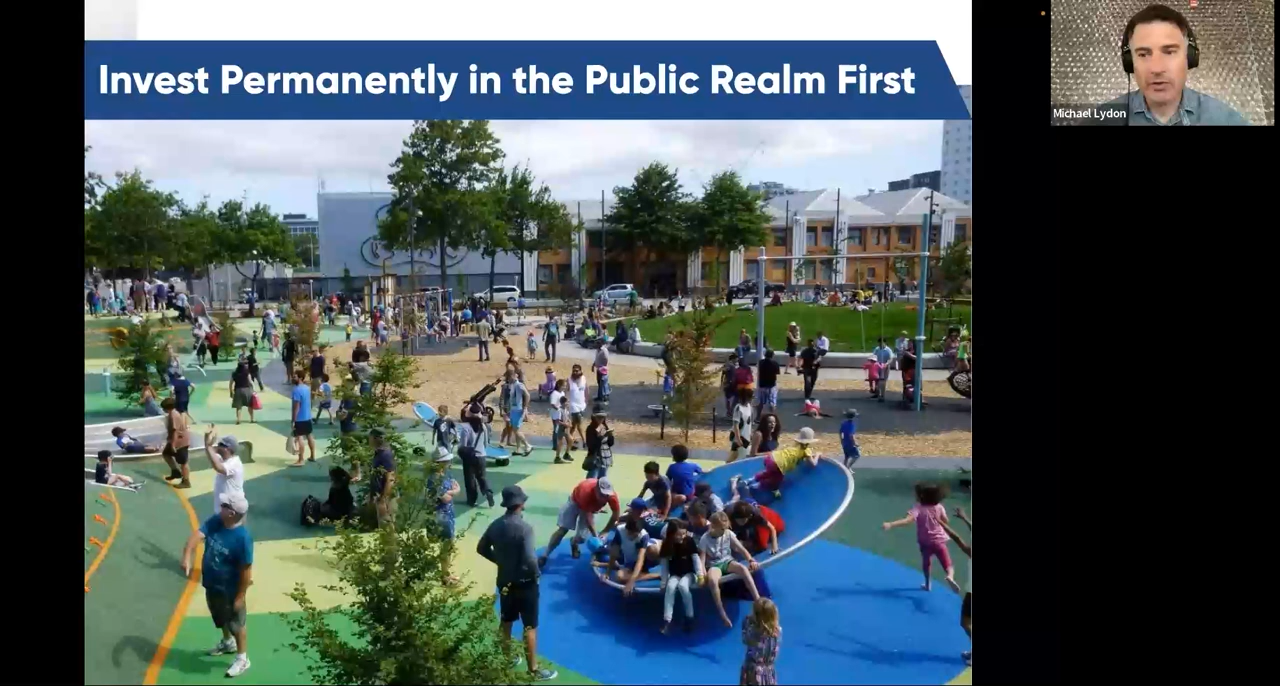 Invest Permanently in the Public Realm First
Michael Lydon